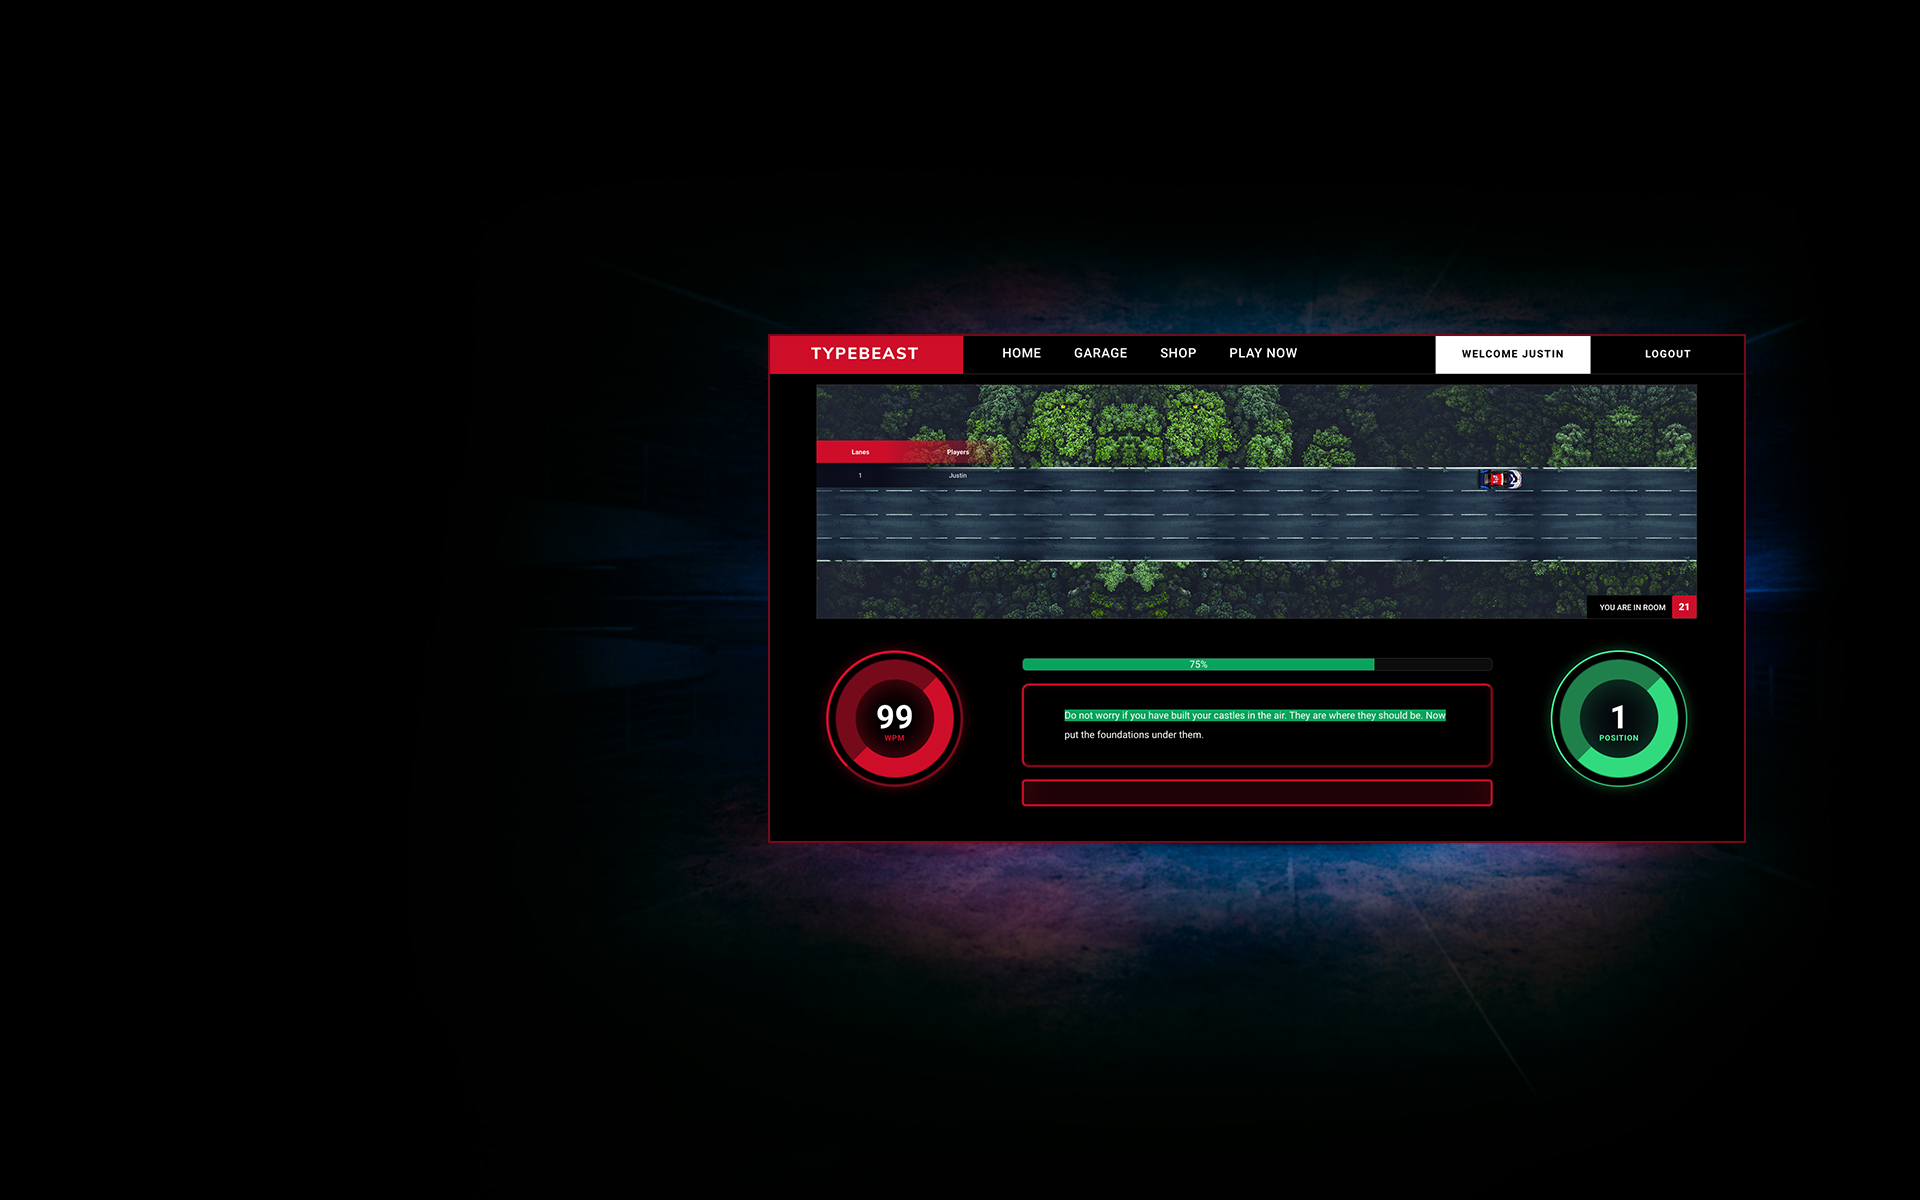 TYPEBEAST HOME GARAGE SHOP PLAY NOW WELCOME JUSTIN LOGOUT
Lanes Players
1 Justin
YOU ARE IN ROOM 21
75%
99
WPM
Do not worry if you have built your castles in the air. They are where they should be. Now
put the foundations under them.
1
POSITION